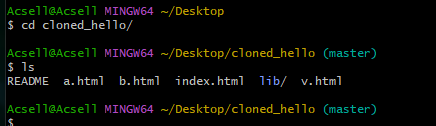 Acsell@Acsell MINGW64 ~/Desktop
$ cd cloned_hello/
Acsell@Acsell MINGW64 ~/Desktop/cloned_hello (master)
$ ls
README  a.html  b.html  index.html  lib/  v.html
Acsell@Acsell MINGW64 ~/Desktop/cloned_hello (master)
$